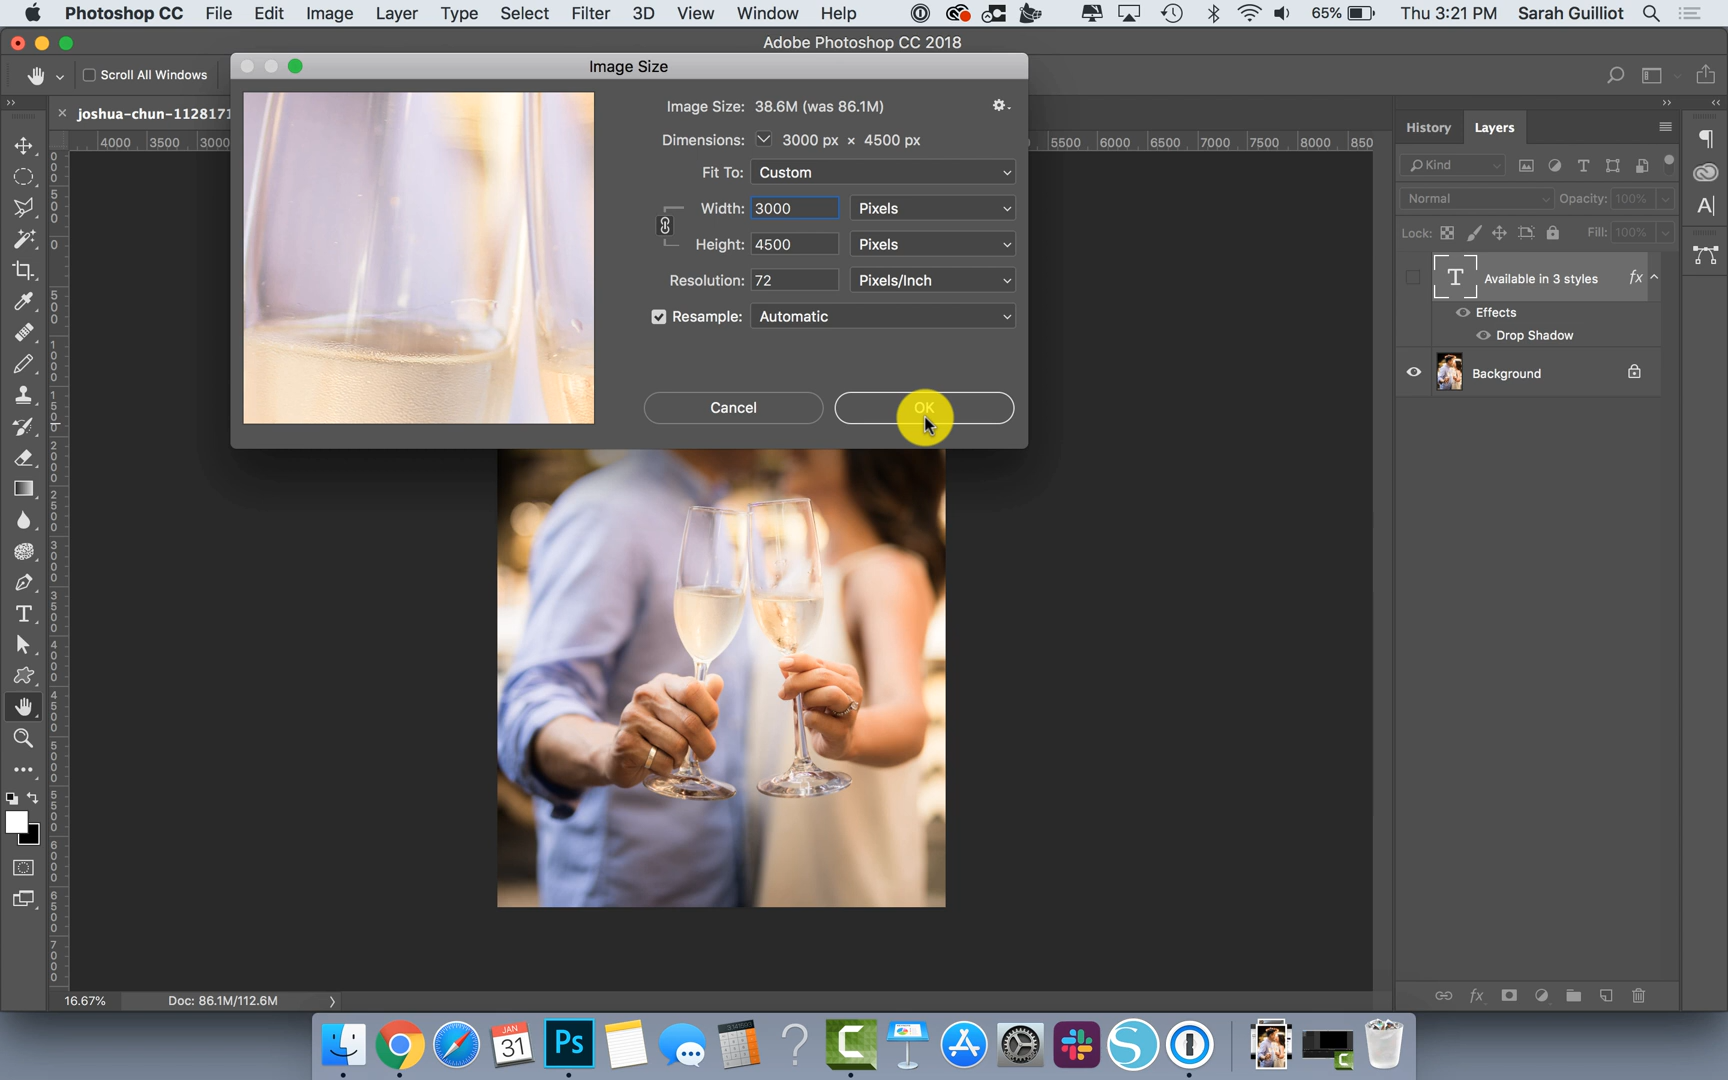 Photoshop CC File Edit Image Layer Type Select Filter 3D View Window Help 65% Thu 3:21 PM Sarah Guilliot
Adobe Photoshop CC 2018
Scroll All Windows
Image Size
joshua-chun-1128171
4000 3500 3000 5500 6000 6500 7000 7500 8000 850
Image Size: 38.6M (was 86.1M)
Dimensions: 3000 px × 4500 px
Fit To: Custom
Width: 3000 Pixels
Height: 4500 Pixels
Resolution: 72 Pixels/Inch
Resample: Automatic
Cancel OK
History Layers
Kind
Normal Opacity: 100%
Lock: Fill: 100%
T Available in 3 styles fx
Effects
Drop Shadow
Background
16.67% Doc: 86.1M/112.6M
fx
JAN
31
Ps